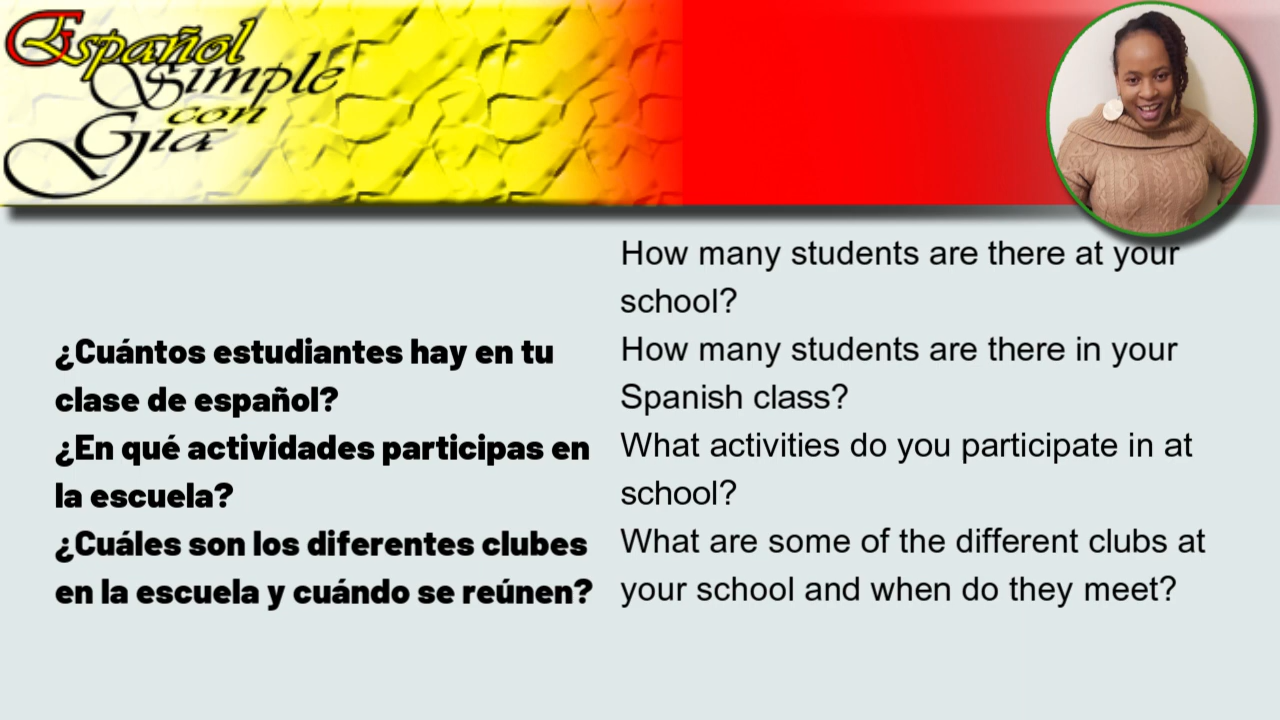 Español
Simple
con
Gia
¿Cuántos estudiantes hay en tu
clase de español?
¿En qué actividades participas en
la escuela?
¿Cuáles son los diferentes clubes
en la escuela y cuándo se reúnen?
How many students are there at your
school?
How many students are there in your
Spanish class?
What activities do you participate in at
school?
What are some of the different clubs at
your school and when do they meet?